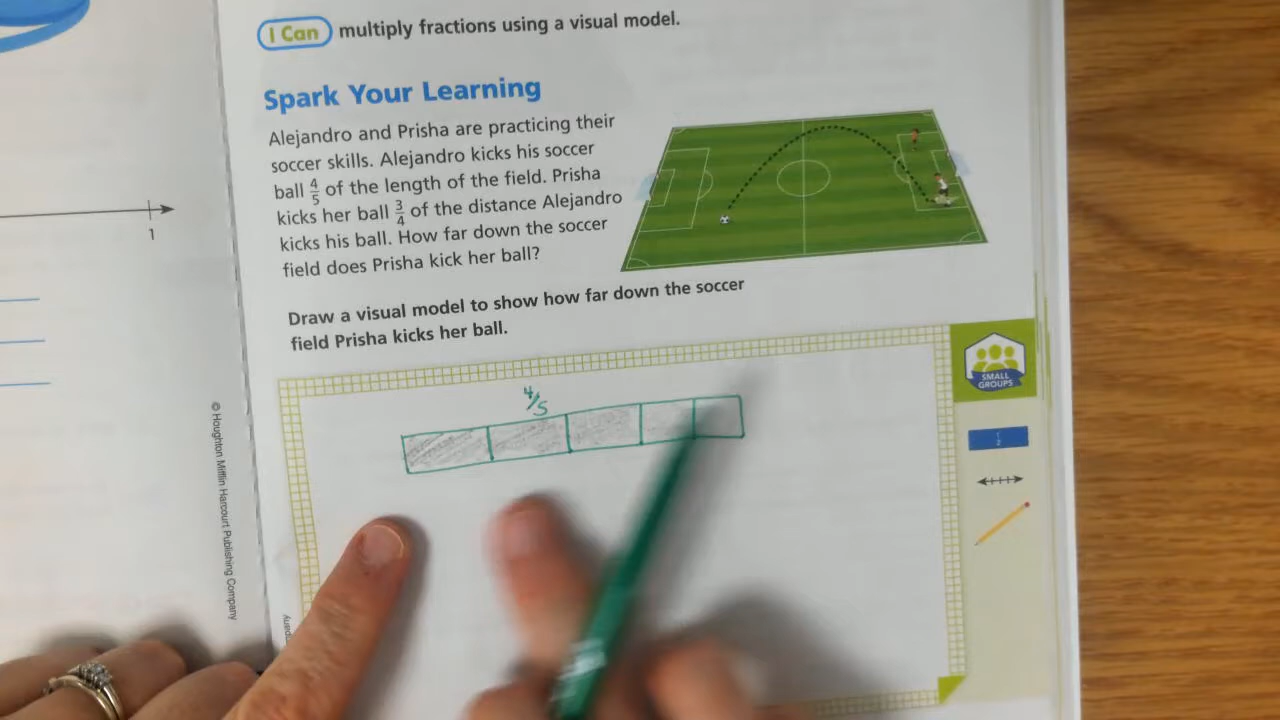 I Can multiply fractions using a visual model.
Spark Your Learning
Alejandro and Prisha are practicing their
soccer skills. Alejandro kicks his soccer
ball 4/5 of the length of the field. Prisha
kicks her ball 3/4 of the distance Alejandro
kicks his ball. How far down the soccer
field does Prisha kick her ball?
Draw a visual model to show how far down the soccer
field Prisha kicks her ball.
SMALL
GROUPS
4/5
1/2
1
© Houghton Mifflin Harcourt Publishing Company